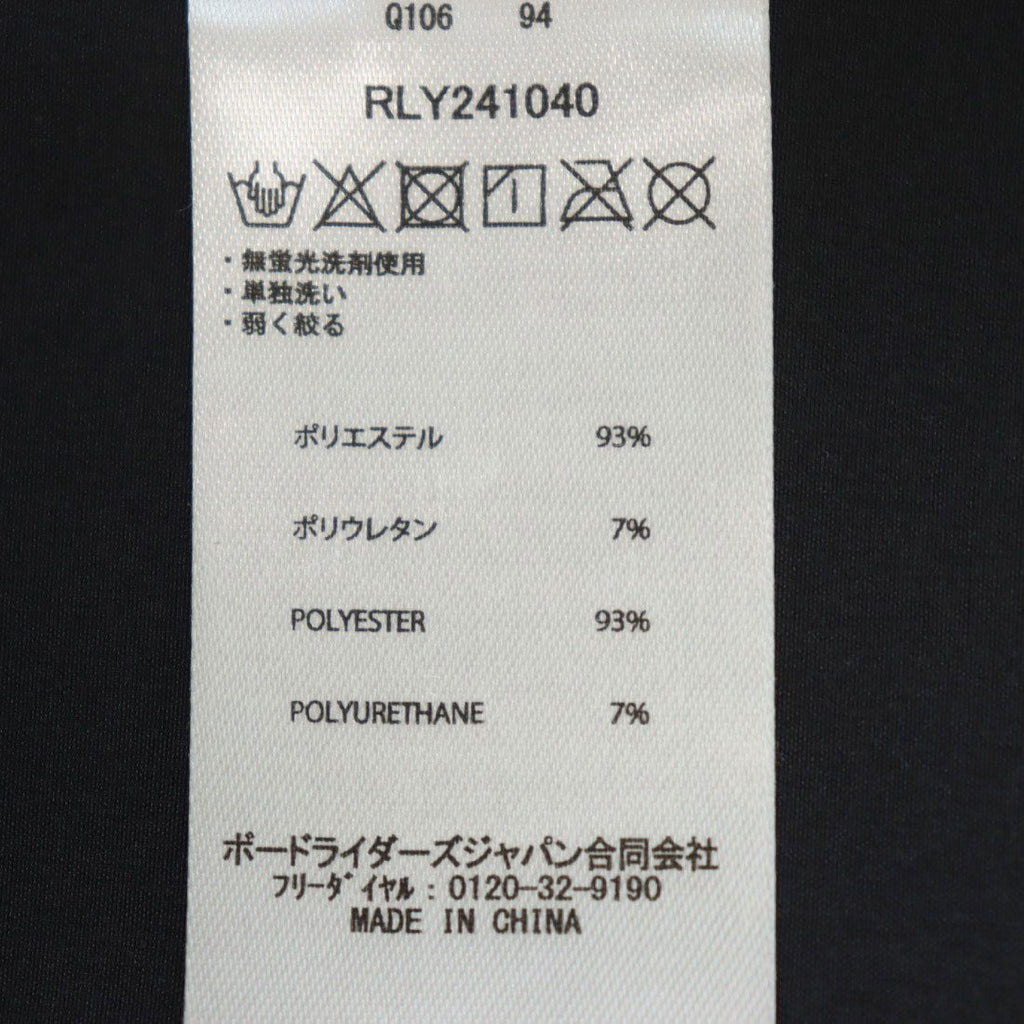 Q106 94
RLY241040
・無蛍光洗剤使用
・単独洗い
・弱く絞る
ポリエステル 93%
ポリウレタン 7%
POLYESTER 93%
POLYURETHANE 7%
ボードライダーズジャパン合同会社
フリーダイヤル : 0120-32-9190
MADE IN CHINA